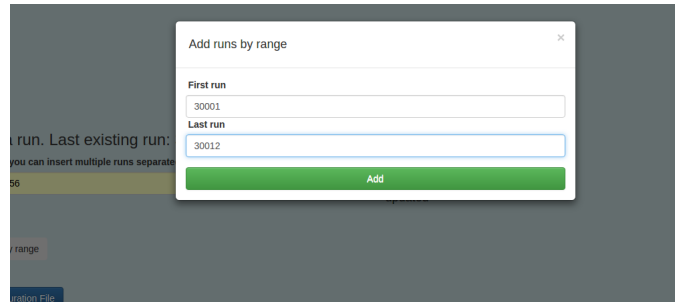 Add runs by range
×
First run
30001
Last run
30012
Add
run. Last existing run:
you can insert multiple runs separate
56
range
uration File